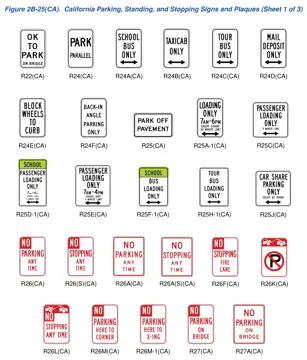 Figure 2B-25(CA). California Parking, Standing, and Stopping Signs and Plaques (Sheet 1 of 3)
OK
TO
PARK
ON BRIDGE
PARK
PARALLEL
SCHOOL
BUS
ONLY
TAXICAB
ONLY
TOUR
BUS
ONLY
MAIL
DEPOSIT
ONLY
R22(CA)
R24(CA)
R24A(CA)
R24B(CA)
R24C(CA)
R24D(CA)
BLOCK
WHEELS
TO
CURB
BACK-IN
ANGLE
PARKING
ONLY
PARK OFF
PAVEMENT
LOADING
ONLY
7AM-6PM
PASSENGER
LOADING
ONLY
R24E(CA)
R24F(CA)
R25(CA)
R25A-1(CA)
R25C(CA)
SCHOOL
PASSENGER
LOADING
ONLY
PASSENGER
LOADING
ONLY
7AM-6PM
SCHOOL
BUS
LOADING
ONLY
TOUR
BUS
LOADING
ONLY
CAR SHARE
PARKING
ONLY
R25D-1(CA)
R25E(CA)
R25F-1(CA)
R25H-1(CA)
R25J(CA)
NO
PARKING
ANY
TIME
NO
STOPPING
ANY
TIME
NO
PARKING
ANY
TIME
NO
STOPPING
ANY
TIME
NO
STOPPING
FIRE
LANE
R26(CA)
R26(S)(CA)
R26A(CA)
R26A(S)(CA)
R26F(CA)
R26K(CA)
NO
STOPPING
ANY TIME
NO
PARKING
HERE TO
CORNER
NO
PARKING
HERE TO
X-ING
NO
PARKING
ON
BRIDGE
NO
PARKING
ON
BRIDGE
R26L(CA)
R26M(CA)
R26M-1(CA)
R27(CA)
R27A(CA)